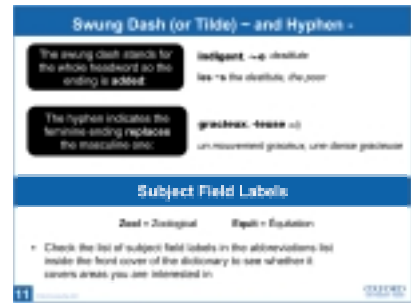 Swung Dash (or Tilde) ~ and Hyphen -
The swung dash stands for
the whole headword so the
ending is added:
indigent, ~e destitute
les ~s the destitute, the poor
The hyphen indicates the
feminine ending replaces
the masculine one:
gracieux, -ieuse adj
un mouvement gracieux, une danse gracieuse
Subject Field Labels
Zool = Zoological Equit = Equitation
• Check the list of subject field labels in the abbreviations list
inside the front cover of the dictionary to see whether it
covers areas you are interested in
11
OXFORD